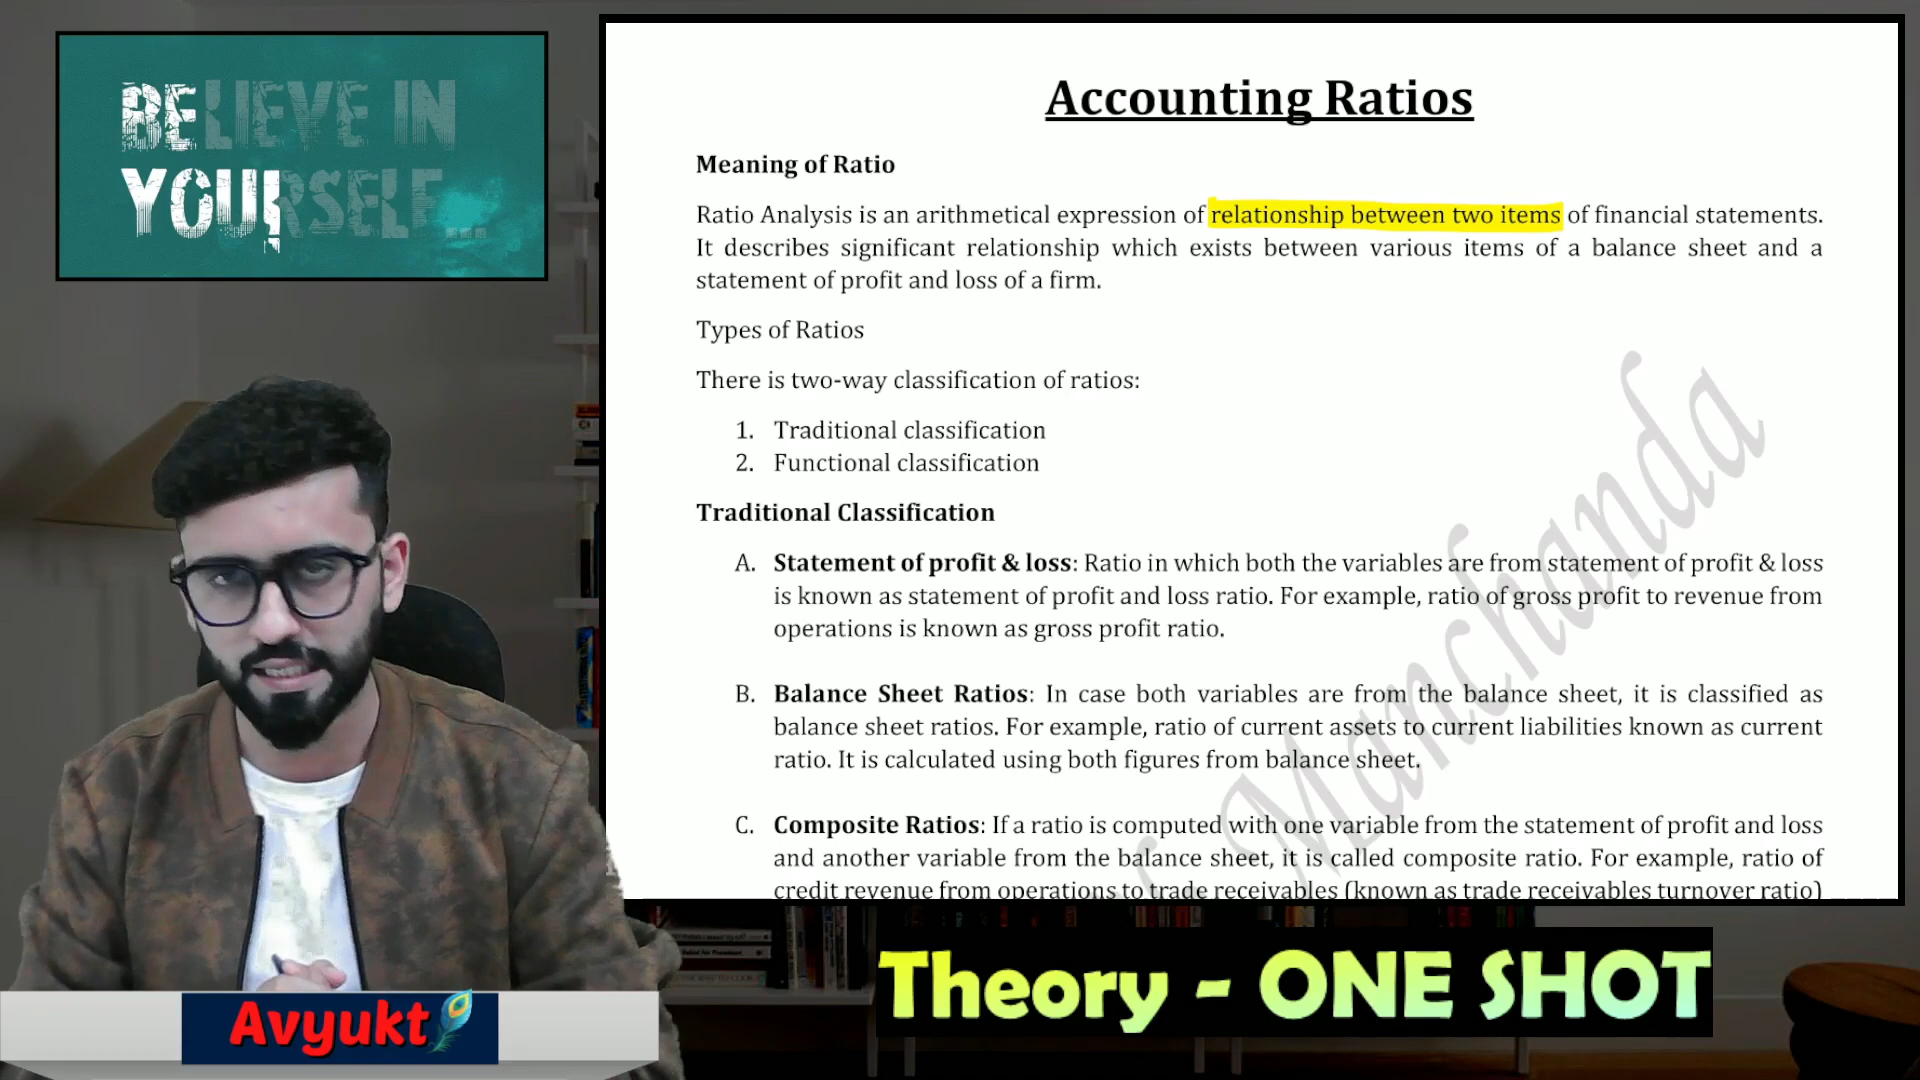 BELIEVE IN
YOURSELF...
Accounting Ratios
Meaning of Ratio
Ratio Analysis is an arithmetical expression of relationship between two items of financial statements.
It describes significant relationship which exists between various items of a balance sheet and a
statement of profit and loss of a firm.
Types of Ratios
There is two-way classification of ratios:
1. Traditional classification
2. Functional classification
Traditional Classification
A. Statement of profit & loss: Ratio in which both the variables are from statement of profit & loss
is known as statement of profit and loss ratio. For example, ratio of gross profit to revenue from
operations is known as gross profit ratio.
B. Balance Sheet Ratios: In case both variables are from the balance sheet, it is classified as
balance sheet ratios. For example, ratio of current assets to current liabilities known as current
ratio. It is calculated using both figures from balance sheet.
C. Composite Ratios: If a ratio is computed with one variable from the statement of profit and loss
and another variable from the balance sheet, it is called composite ratio. For example, ratio of
credit revenue from operations to trade receivables (known as trade receivables turnover ratio)
Manchanda
Theory - ONE SHOT
Avyukt